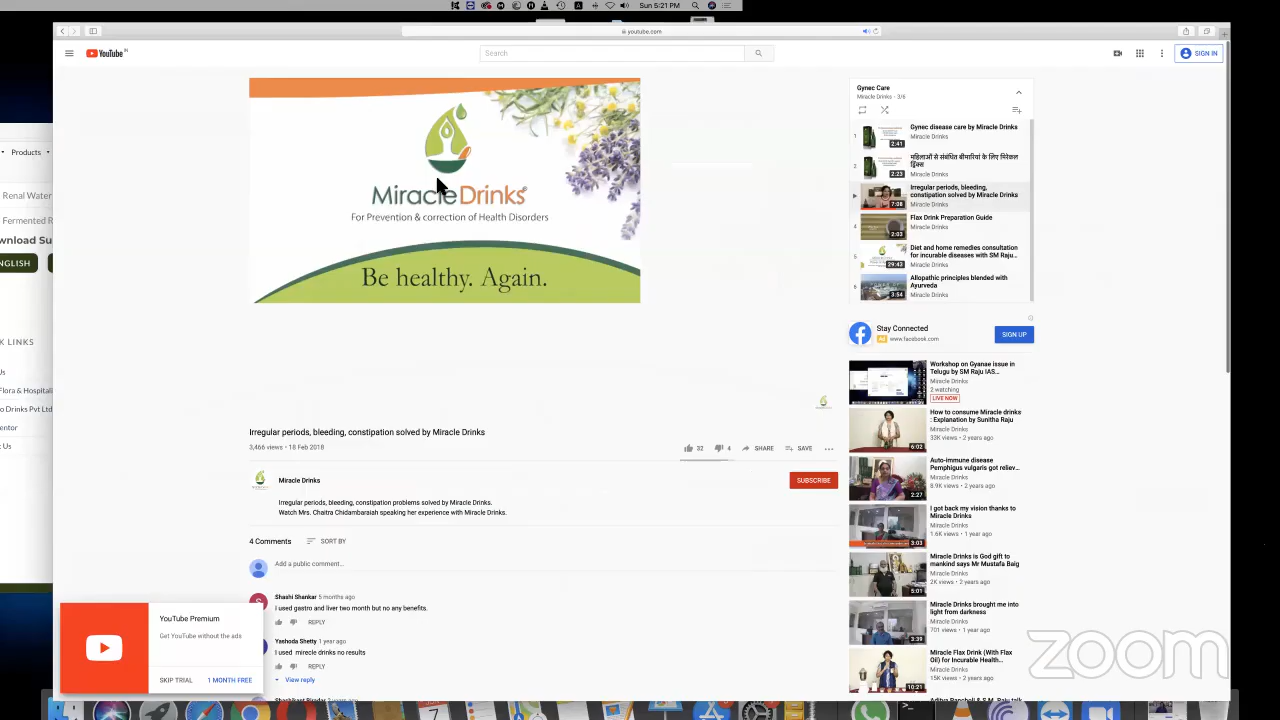 Sun 5:21 PM
youtube.com
YouTube IN
Search
SIGN IN
Products
Renal Water
Fermented R
wnload Su
ENGLISH
K LINKS
Us
Flora & Hospitali
o Drinks Pvt Ltd
entor
t Us
MiracleDrinks
For Prevention & correction of Health Disorders
Be healthy. Again.
Gynec Care
Miracle Drinks - 3/6
1
Gynec disease care by Miracle Drinks
Miracle Drinks
2:41
2
महिलाओं से संबंधित बीमारियां के लिए मिरेकल
ड्रिंक्स
Miracle Drinks
2:23
Irregular periods, bleeding,
constipation solved by Miracle Drinks
Miracle Drinks
7:08
4
Flax Drink Preparation Guide
Miracle Drinks
2:03
5
Diet and home remedies consultation
for incurable diseases with SM Raju...
Miracle Drinks
29:43
6
Allopathic principles blended with
Ayurveda
Miracle Drinks
3:54
Stay Connected
Ad www.facebook.com
SIGN UP
Workshop on Gyanae issue in
Telugu by SM Raju IAS...
Miracle Drinks
2 watching
LIVE NOW
How to consume Miracle drinks
: Explanation by Sunitha Raju
Miracle Drinks
33K views • 2 years ago
6:02
Auto-immune disease
Pemphigus vulgaris got reliev...
Miracle Drinks
8.9K views • 2 years ago
2:27
I got back my vision thanks to
Miracle Drinks
Miracle Drinks
1.6K views • 1 year ago
3:03
Miracle Drinks is God gift to
mankind says Mr Mustafa Baig
Miracle Drinks
2K views • 2 years ago
5:01
Miracle Drinks brought me into
light from darkness
Miracle Drinks
701 views • 1 year ago
3:39
Miracle Flax Drink (With Flax
Oil) for Incurable Health...
Miracle Drinks
15K views • 2 years ago
10:21
Irregular periods, bleeding, constipation solved by Miracle Drinks
3,466 views • 18 Feb 2018
32
4
SHARE
SAVE
Miracle Drinks
SUBSCRIBE
Irregular periods, bleeding, constipation problems solved by Miracle Drinks.
Watch Mrs. Chaitra Chidambaraiah speaking her experience with Miracle Drinks.
4 Comments
SORT BY
Add a public comment...
S
Shashi Shankar 5 months ago
I used gastro and liver two month but no any benefits.
REPLY
Yashoda Shetty 1 year ago
I used mirecle drinks no results
REPLY
View reply
YouTube Premium
Get YouTube without the ads
SKIP TRIAL
1 MONTH FREE
zoom